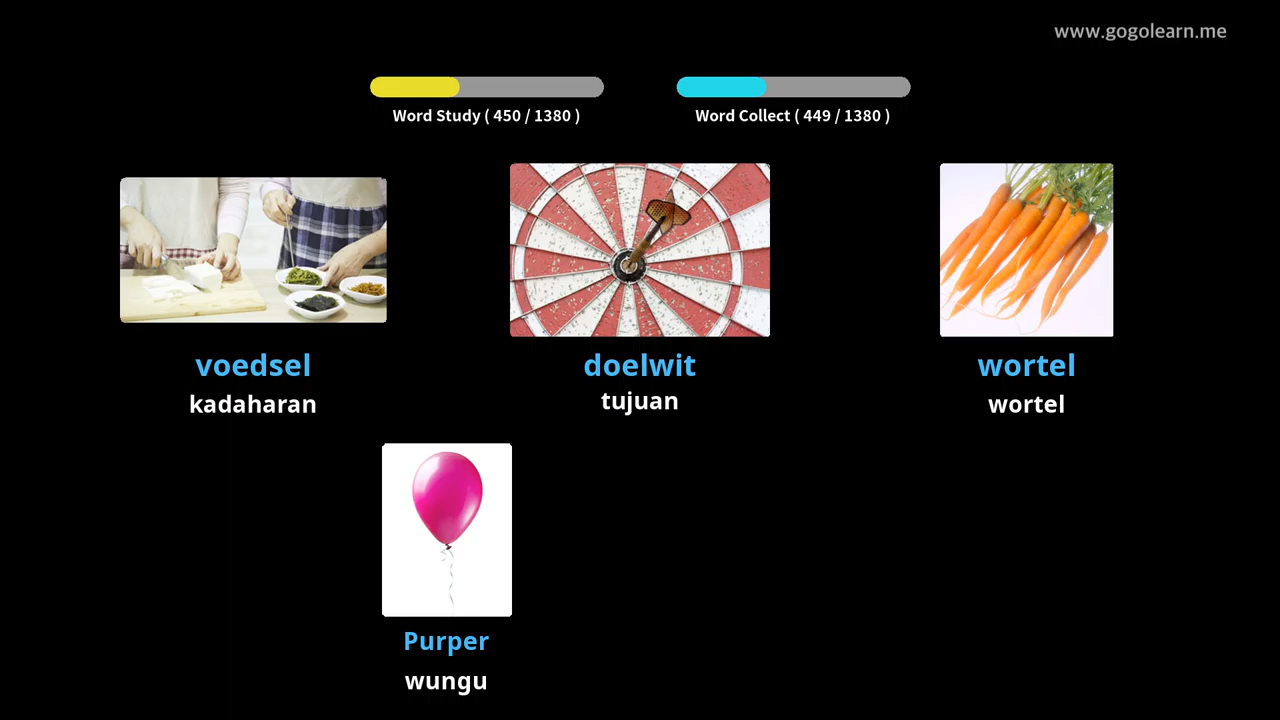 www.gogolearn.me
Word Study ( 450 / 1380 )
Word Collect ( 449 / 1380 )
voedsel
kadaharan
doelwit
tujuan
wortel
wortel
Purper
wungu